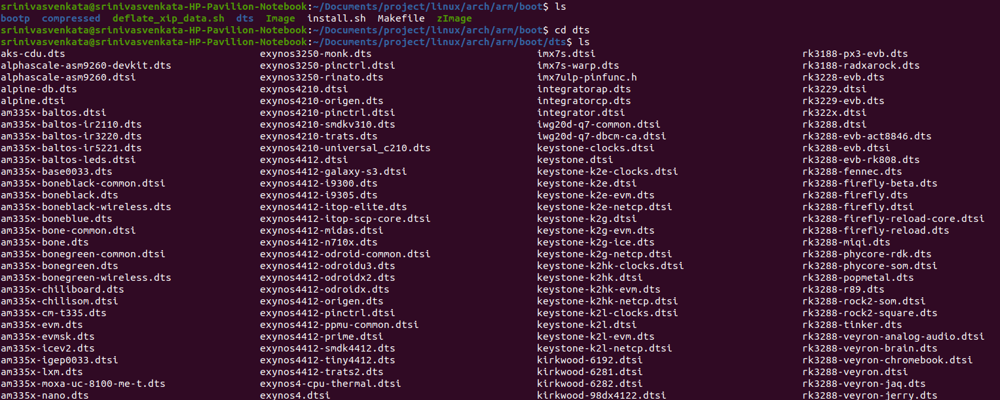 srinivasvenkata@srinivasvenkata-HP-Pavilion-Notebook:~/Documents/project/linux/arch/arm/boot$ ls
bootp compressed deflate_xip_data.sh dts Image install.sh Makefile zImage
srinivasvenkata@srinivasvenkata-HP-Pavilion-Notebook:~/Documents/project/linux/arch/arm/boot$ cd dts
srinivasvenkata@srinivasvenkata-HP-Pavilion-Notebook:~/Documents/project/linux/arch/arm/boot/dts$ ls
aks-cdu.dts exynos3250-monk.dts imx7s.dtsi rk3188-px3-evb.dts
alphascale-asm9260-devkit.dts exynos3250-pinctrl.dtsi imx7s-warp.dts rk3188-radxarock.dts
alphascale-asm9260.dtsi exynos3250-rinato.dts imx7ulp-pinfunc.h rk3228-evb.dts
alpine-db.dts exynos4210.dtsi integratorap.dts rk3229.dtsi
alpine.dtsi exynos4210-origen.dts integratorcp.dts rk3229-evb.dts
am335x-baltos.dtsi exynos4210-pinctrl.dtsi integrator.dtsi rk322x.dtsi
am335x-baltos-ir2110.dts exynos4210-smdkv310.dts iwg20d-q7-common.dtsi rk3288.dtsi
am335x-baltos-ir3220.dts exynos4210-trats.dts iwg20d-q7-dbcm-ca.dtsi rk3288-evb-act8846.dts
am335x-baltos-ir5221.dts exynos4210-universal_c210.dts keystone-clocks.dtsi rk3288-evb.dtsi
am335x-baltos-leds.dtsi exynos4412.dtsi keystone.dtsi rk3288-evb-rk808.dts
am335x-base0033.dts exynos4412-galaxy-s3.dtsi keystone-k2e-clocks.dtsi rk3288-fennec.dts
am335x-boneblack-common.dtsi exynos4412-i9300.dts keystone-k2e.dtsi rk3288-firefly-beta.dts
am335x-boneblack.dts exynos4412-i9305.dts keystone-k2e-evm.dts rk3288-firefly.dts
am335x-boneblack-wireless.dts exynos4412-itop-elite.dts keystone-k2e-netcp.dtsi rk3288-firefly.dtsi
am335x-boneblue.dts exynos4412-itop-scp-core.dtsi keystone-k2g.dtsi rk3288-firefly-reload-core.dtsi
am335x-bone-common.dtsi exynos4412-midas.dtsi keystone-k2g-evm.dts rk3288-firefly-reload.dts
am335x-bone.dts exynos4412-n710x.dts keystone-k2g-ice.dts rk3288-miqi.dts
am335x-bonegreen-common.dtsi exynos4412-odroid-common.dtsi keystone-k2g-netcp.dtsi rk3288-phycore-rdk.dts
am335x-bonegreen.dts exynos4412-odroidu3.dts keystone-k2hk-clocks.dtsi rk3288-phycore-som.dtsi
am335x-bonegreen-wireless.dts exynos4412-odroidx2.dts keystone-k2hk.dtsi rk3288-popmetal.dts
am335x-chiliboard.dts exynos4412-odroidx.dts keystone-k2hk-evm.dts rk3288-r89.dts
am335x-chilisom.dtsi exynos4412-origen.dts keystone-k2hk-netcp.dtsi rk3288-rock2-som.dtsi
am335x-cm-t335.dts exynos4412-pinctrl.dtsi keystone-k2l-clocks.dtsi rk3288-rock2-square.dts
am335x-evm.dts exynos4412-ppmu-common.dtsi keystone-k2l.dtsi rk3288-tinker.dts
am335x-evmsk.dts exynos4412-prime.dtsi keystone-k2l-evm.dts rk3288-veyron-analog-audio.dtsi
am335x-icev2.dts exynos4412-smdk4412.dts keystone-k2l-netcp.dtsi rk3288-veyron-brain.dts
am335x-igep0033.dtsi exynos4412-tiny4412.dts kirkwood-6192.dtsi rk3288-veyron-chromebook.dtsi
am335x-lxm.dts exynos4412-trats2.dts kirkwood-6281.dtsi rk3288-veyron.dtsi
am335x-moxa-uc-8100-me-t.dts exynos4-cpu-thermal.dtsi kirkwood-6282.dtsi rk3288-veyron-jaq.dts
am335x-nano.dts exynos4.dtsi kirkwood-98dx4122.dtsi rk3288-veyron-jerry.dts